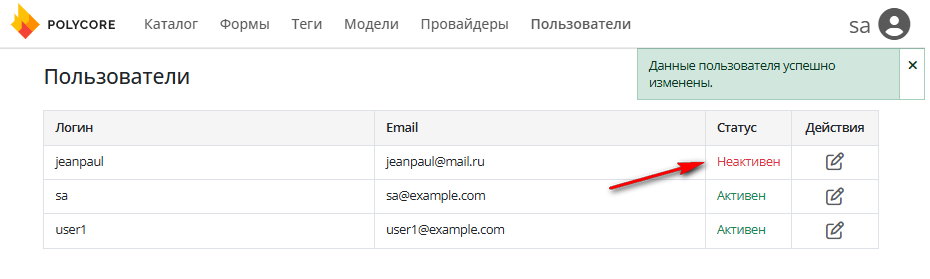 POLYCORE Каталог Формы Теги Модели Провайдеры Пользователи sa
Данные пользователя успешно
изменены.
Пользователи
Логин Email Статус Действия
jeanpaul jeanpaul@mail.ru Неактивен
sa sa@example.com Активен
user1 user1@example.com Активен